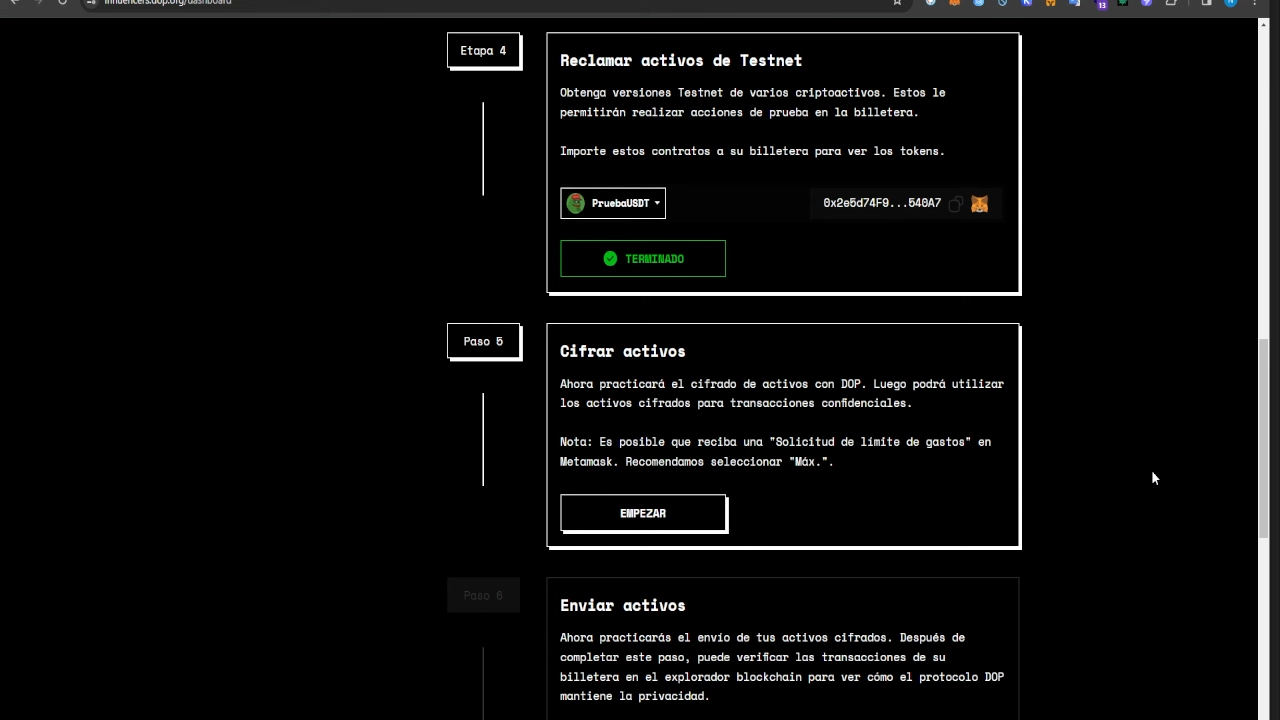 influencers.dop.org/dashboard
13
Etapa 4
Reclamar activos de Testnet
Obtenga versiones Testnet de varios criptoactivos. Estos le
permitirán realizar acciones de prueba en la billetera.
Importe estos contratos a su billetera para ver los tokens.
PruebaUSDT
0x2e5d74F9...540A7
TERMINADO
Paso 5
Cifrar activos
Ahora practicará el cifrado de activos con DOP. Luego podrá utilizar
los activos cifrados para transacciones confidenciales.
Nota: Es posible que reciba una "Solicitud de límite de gastos" en
Metamask. Recomendamos seleccionar "Máx.".
EMPEZAR
Paso 6
Enviar activos
Ahora practicarás el envío de tus activos cifrados. Después de
completar este paso, puede verificar las transacciones de su
billetera en el explorador blockchain para ver cómo el protocolo DOP
mantiene la privacidad.